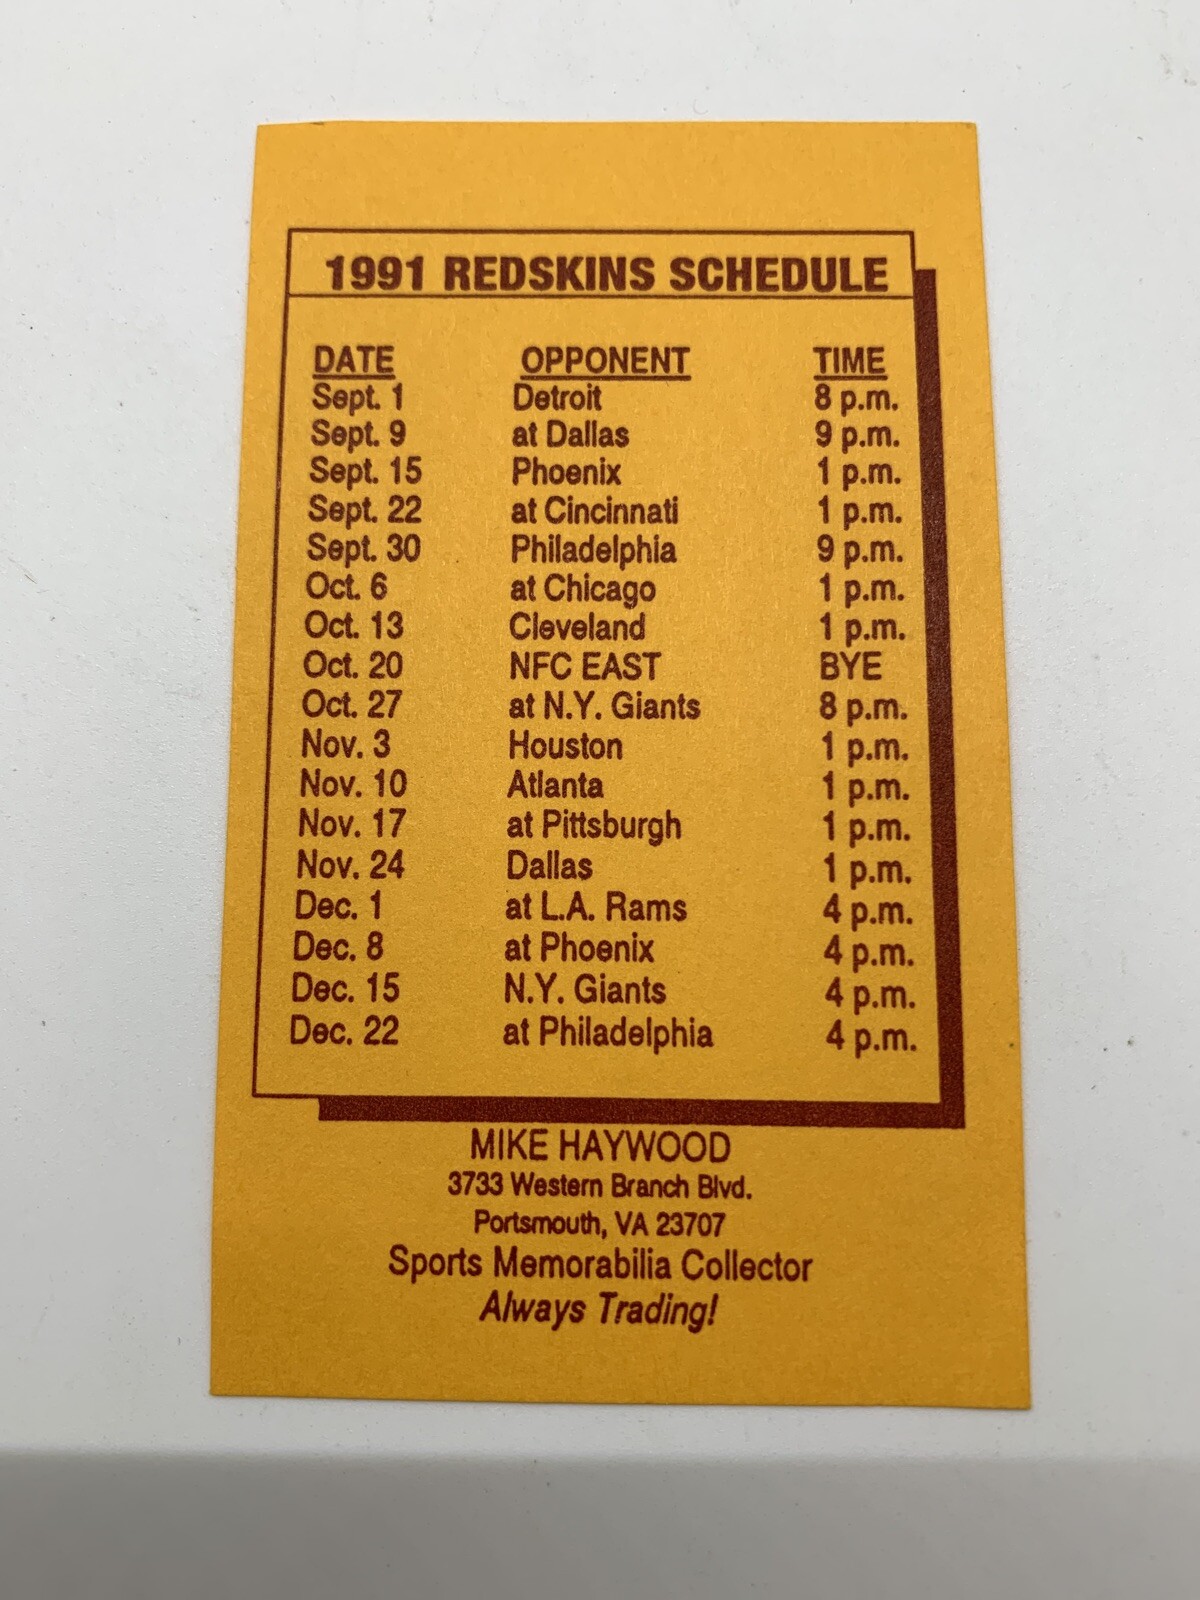 1991 REDSKINS SCHEDULE
DATE OPPONENT TIME
Sept. 1 Detroit 8 p.m.
Sept. 9 at Dallas 9 p.m.
Sept. 15 Phoenix 1 p.m.
Sept. 22 at Cincinnati 1 p.m.
Sept. 30 Philadelphia 9 p.m.
Oct. 6 at Chicago 1 p.m.
Oct. 13 Cleveland 1 p.m.
Oct. 20 NFC EAST BYE
Oct. 27 at N.Y. Giants 8 p.m.
Nov. 3 Houston 1 p.m.
Nov. 10 Atlanta 1 p.m.
Nov. 17 at Pittsburgh 1 p.m.
Nov. 24 Dallas 1 p.m.
Dec. 1 at L.A. Rams 4 p.m.
Dec. 8 at Phoenix 4 p.m.
Dec. 15 N.Y. Giants 4 p.m.
Dec. 22 at Philadelphia 4 p.m.
MIKE HAYWOOD
3733 Western Branch Blvd.
Portsmouth, VA 23707
Sports Memorabilia Collector
Always Trading!